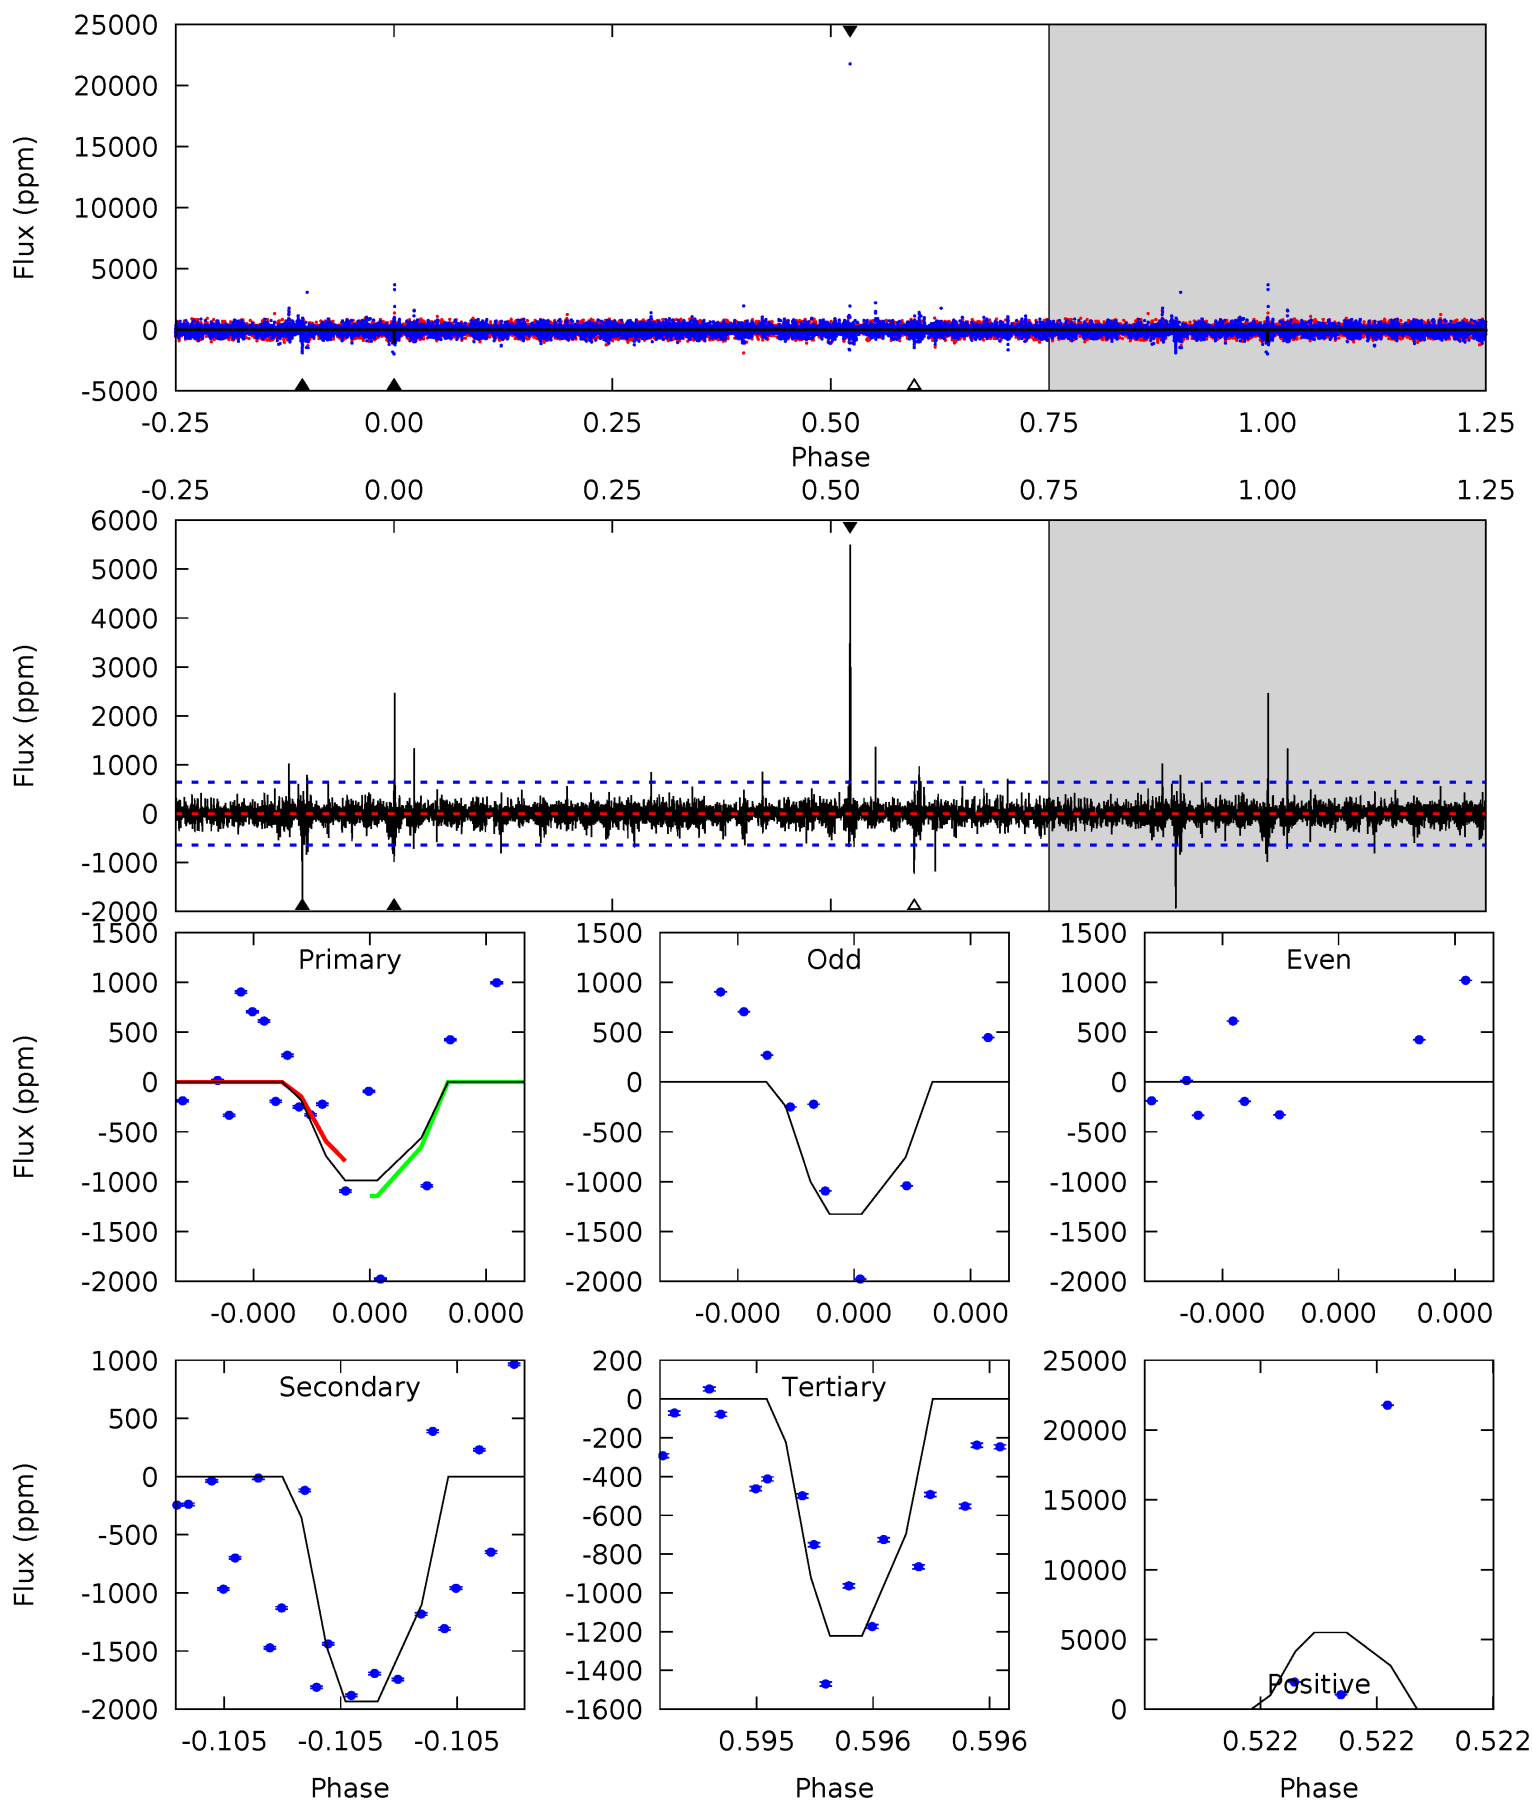 25000
20000
15000
10000
5000
0
-5000
Flux (ppm)
-0.25 0.00 0.25 0.50 0.75 1.00 1.25
Phase
-0.25 0.00 0.25 0.50 0.75 1.00 1.25
6000
5000
4000
3000
2000
1000
0
-1000
-2000
Flux (ppm)
Primary
1500
1000
500
0
-500
-1000
-1500
-2000
Flux (ppm)
-0.000 0.000 0.000
Odd
1500
1000
500
0
-500
-1000
-1500
-2000
-0.000 0.000 0.000
Even
1500
1000
500
0
-500
-1000
-1500
-2000
-0.000 0.000 0.000
Secondary
1000
500
0
-500
-1000
-1500
-2000
Flux (ppm)
-0.105 -0.105 -0.105
Phase
Tertiary
200
0
-200
-400
-600
-800
-1000
-1200
-1400
-1600
0.595 0.596 0.596
Phase
25000
20000
15000
10000
5000
0
Positive
0.522 0.522 0.522
Phase